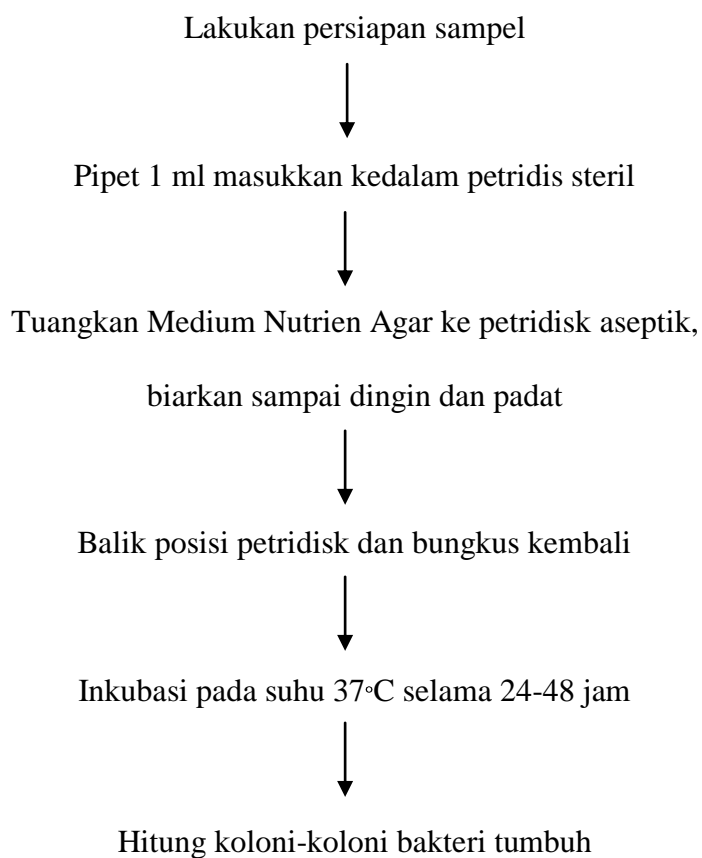 Lakukan persiapan sampel
Pipet 1 ml masukkan kedalam petridis steril
Tuangkan Medium Nutrien Agar ke petridisk aseptik,
biarkan sampai dingin dan padat
Balik posisi petridisk dan bungkus kembali
Inkubasi pada suhu 37°C selama 24-48 jam
Hitung koloni-koloni bakteri tumbuh